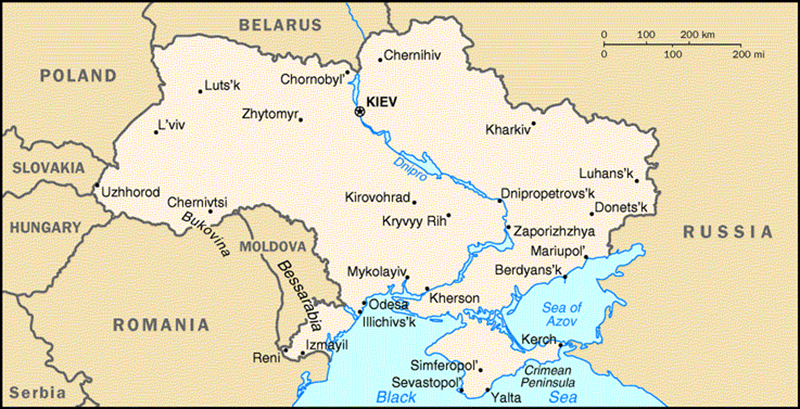 BELARUS
0 100 200 km
0 100 200 mi
Chernihiv
POLAND
Chornobyl'
Luts'k
KIEV
Zhytomyr
L'viv
Kharkiv
Dnipro
SLOVAKIA
Luhans'k
Uzhhorod
Dnipropetrovs'k
Kirovohrad
Chernivtsi
Donets'k
Kryvyy Rih
HUNGARY
Bukovina
MOLDOVA
Zaporizhzhya
RUSSIA
Mariupol'
Mykolayiv
Berdyans'k
Bessarabia
Kherson
Odesa
Sea of
Azov
Illichivs'k
ROMANIA
Kerch
Izmayil
Reni
Simferopol'
Crimean
Peninsula
Sevastopol'
Serbia
Black
Yalta
Sea